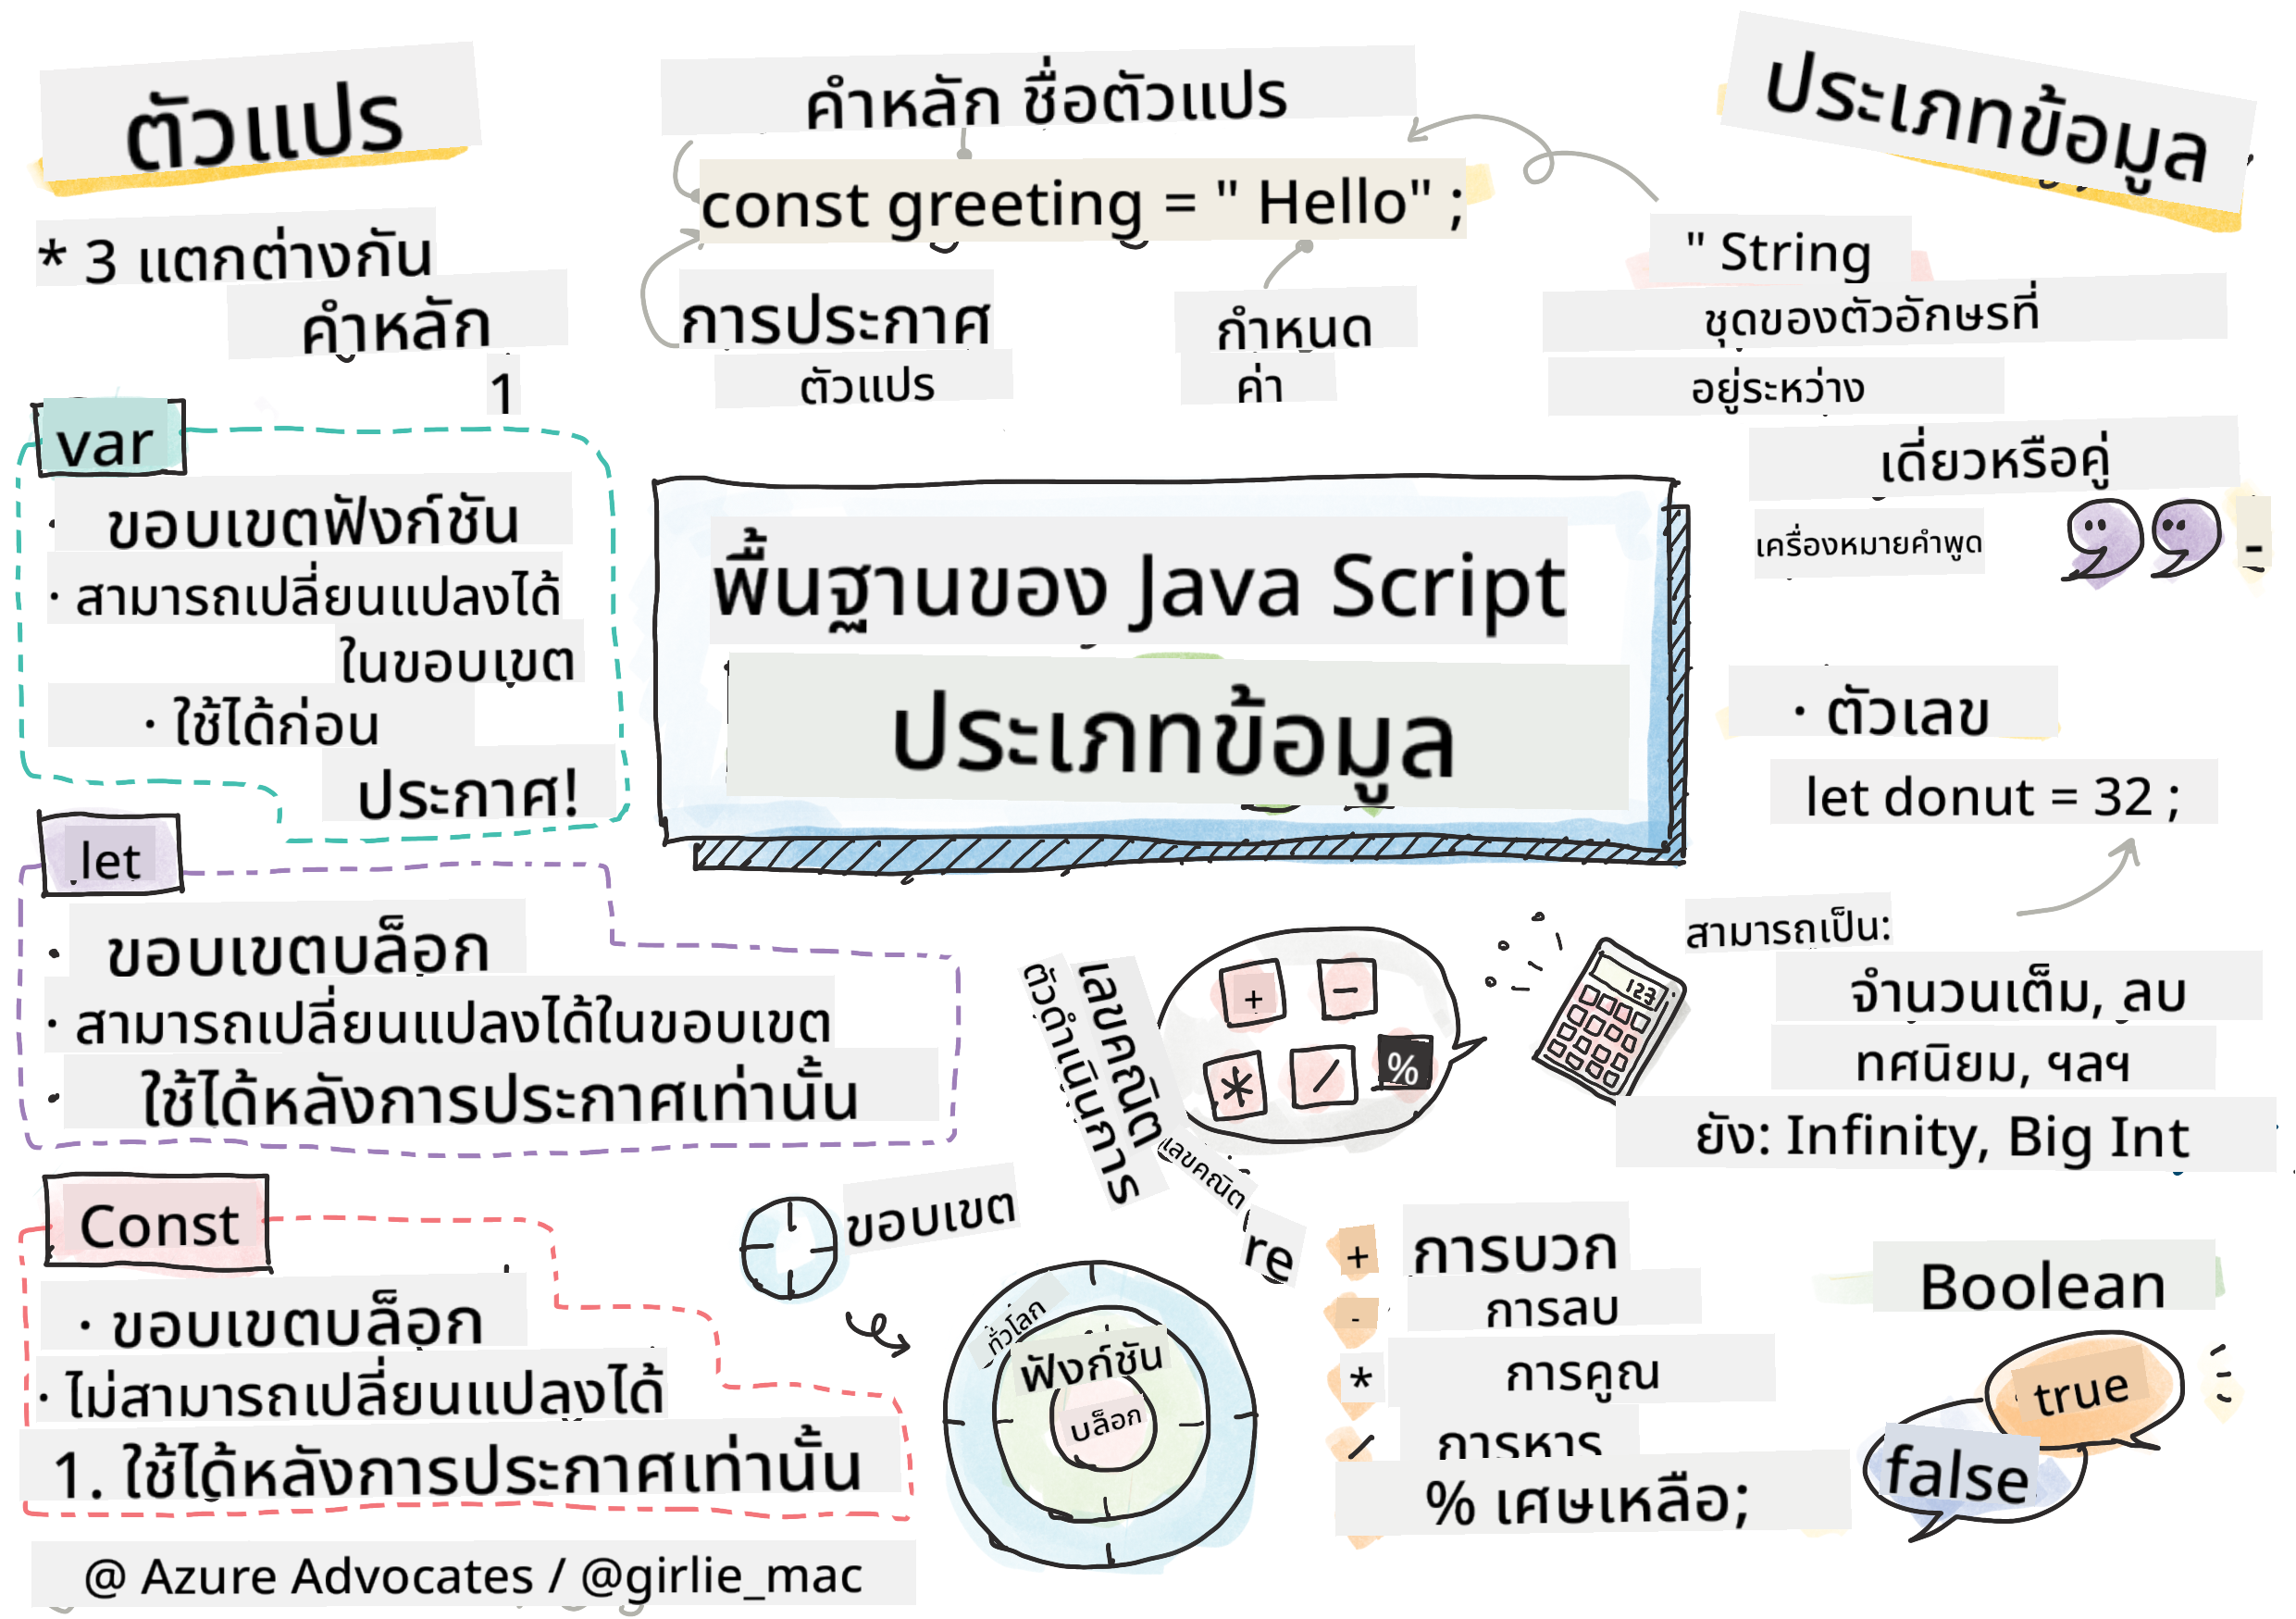 ตัวแปร
* 3 แตกต่างกัน
คำหลัก
1
var
ขอบเขตฟังก์ชัน
· สามารถเปลี่ยนแปลงได้
ในขอบเขต
· ใช้ได้ก่อน
ประกาศ!
let
· ขอบเขตบล็อก
· สามารถเปลี่ยนแปลงได้ในขอบเขต
· ใช้ได้หลังการประกาศเท่านั้น
Const
· ขอบเขตบล็อก
· ไม่สามารถเปลี่ยนแปลงได้
1. ใช้ได้หลังการประกาศเท่านั้น
@ Azure Advocates / @girlie_mac
คำหลัก ชื่อตัวแปร
const greeting = " Hello" ;
การประกาศ
ตัวแปร
กำหนด
ค่า
พื้นฐานของ Java Script
ประเภทข้อมูล
เลขคณิต
ตัวดำเนินการ
เลขคณิต
re
+ −
* / %
123
ขอบเขต
ทั่วโลก
ฟังก์ชัน
บล็อก
+ การบวก
- การลบ
* การคูณ
/ การหาร
% เศษเหลือ;
ประเภทข้อมูล
" String
ชุดของตัวอักษรที่
อยู่ระหว่าง
เดี่ยวหรือคู่
เครื่องหมายคำพูด
-
· ตัวเลข
let donut = 32 ;
สามารถเป็น:
จำนวนเต็ม, ลบ
ทศนิยม, ฯลฯ
ยัง: Infinity, Big Int
Boolean
true
false